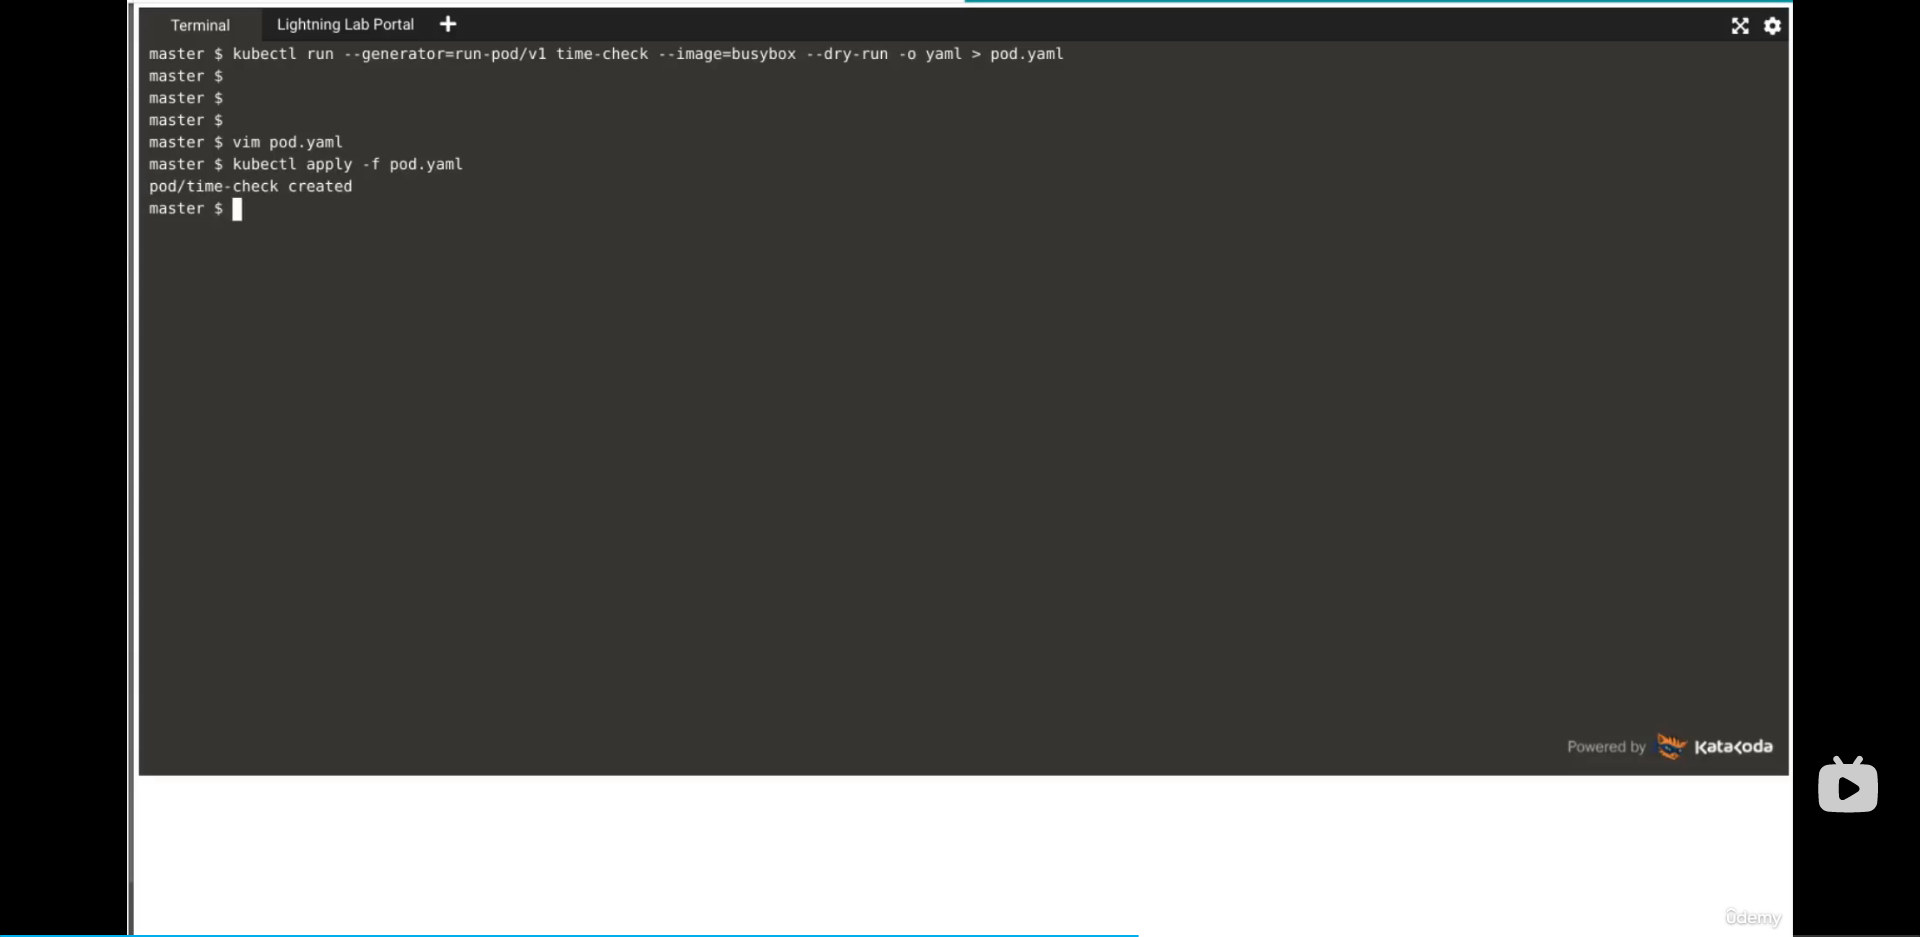 Terminal
Lightning Lab Portal
master $ kubectl run --generator=run-pod/v1 time-check --image=busybox --dry-run -o yaml > pod.yaml
master $
master $
master $
master $ vim pod.yaml
master $ kubectl apply -f pod.yaml
pod/time-check created
master $
Powered by Katacoda
ûdemy